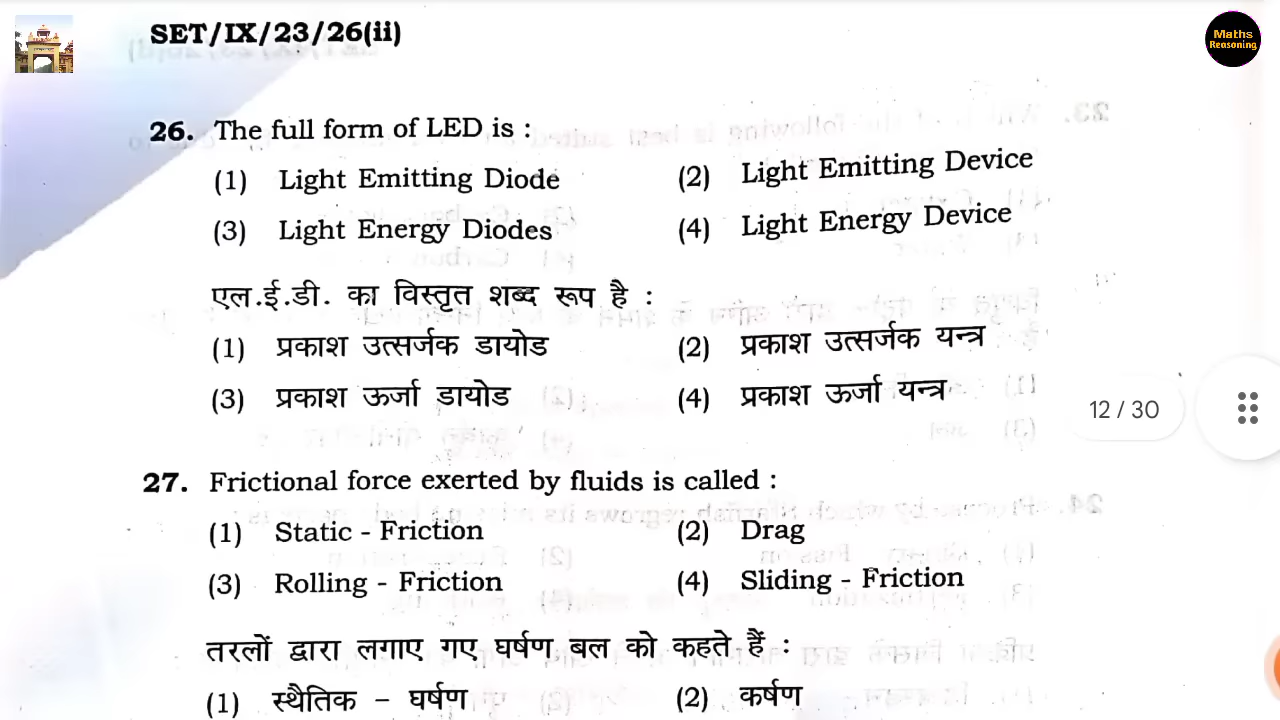 SET/IX/23/26(ii)
Maths
Reasoning
26. The full form of LED is :
(1) Light Emitting Diode (2) Light Emitting Device
(3) Light Energy Diodes (4) Light Energy Device
एल.ई.डी. का विस्तृत शब्द रूप है :
(1) प्रकाश उत्सर्जक डायोड (2) प्रकाश उत्सर्जक यन्त्र
(3) प्रकाश ऊर्जा डायोड (4) प्रकाश ऊर्जा यन्त्र
12 / 30
27. Frictional force exerted by fluids is called :
(1) Static - Friction (2) Drag
(3) Rolling - Friction (4) Sliding - Friction
तरलों द्वारा लगाए गए घर्षण बल को कहते हैं :
(1) स्थैतिक - घर्षण (2) कर्षण